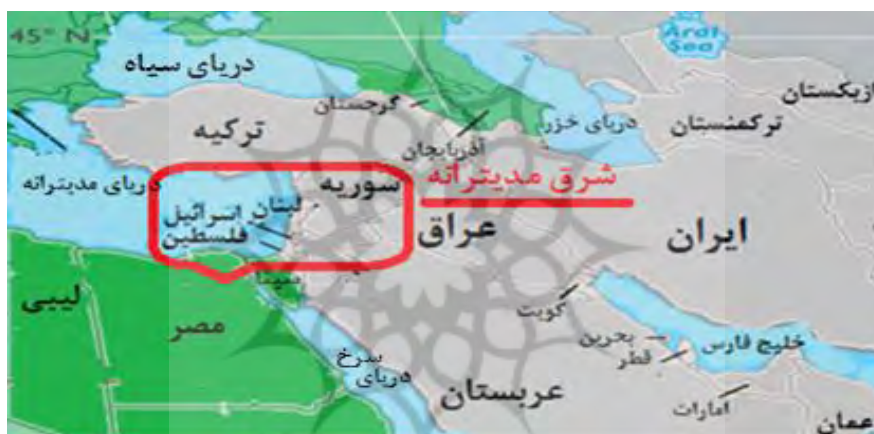 45° N
Aral
Sea
دریای سیاه
گرجستان
ازبکستان
ترکیه
دریای خزر
ترکمنستان
آذربایجان
دریای مدیترانه
سوریه
شرق مدیترانه
لبنان
اسرائیل
فلسطین
عراق
ایران
سینا
لیبی
مصر
کویت
بحرین
قطر
خلیج فارس
دریای
سرخ
عربستان
امارات
عمان